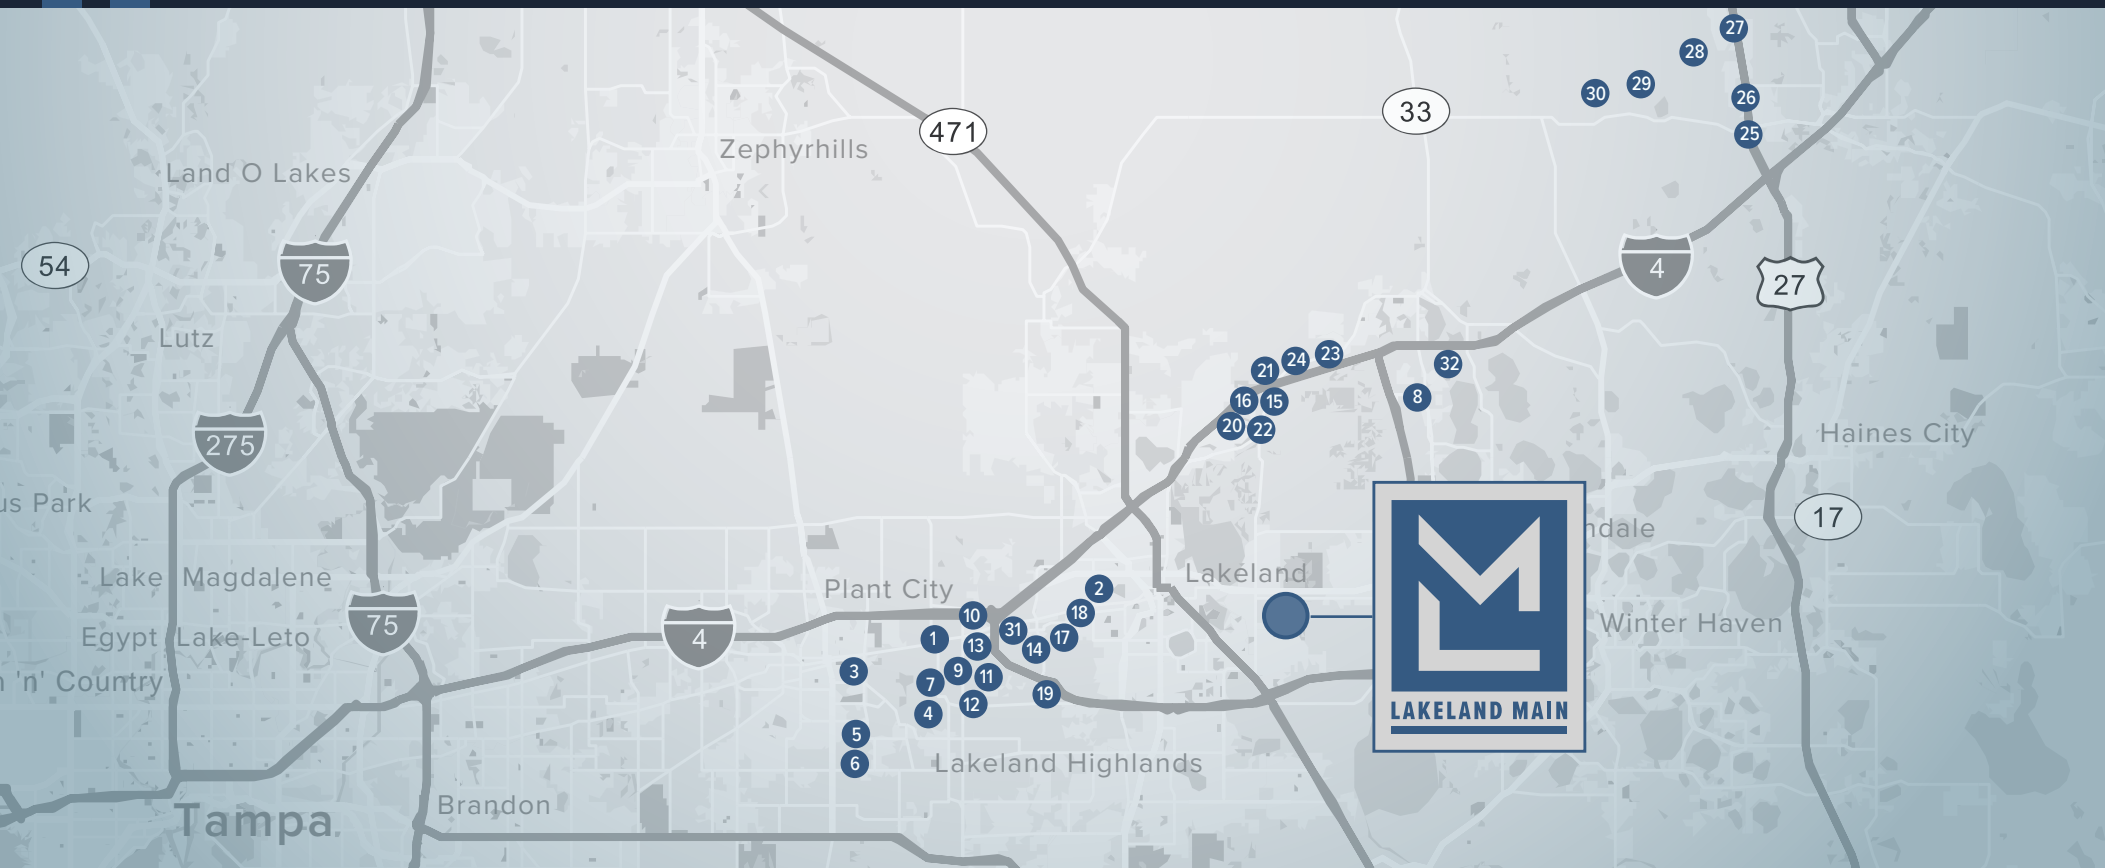 27
28
29
30
26
33
471
25
Zephyrhills
Land O Lakes
54
75
4
27
Lutz
23
24
21
32
16 15
8
20 22
Haines City
275
us Park
17
ndale
Lakeland
Lake Magdalene
Plant City
2
10
18
75
4
31
1
17
Egypt Lake-Leto
13
14
Winter Haven
3
9
11
7
n 'n' Country
19
12
4
LAKELAND MAIN
5
6
Lakeland Highlands
Brandon
Tampa